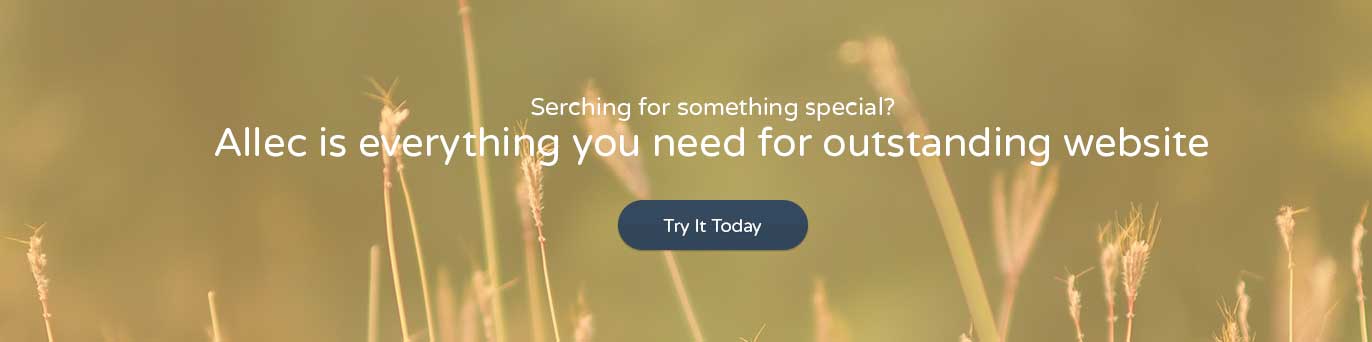 Serching for something special?
Allec is everything you need for outstanding website
Try It Today